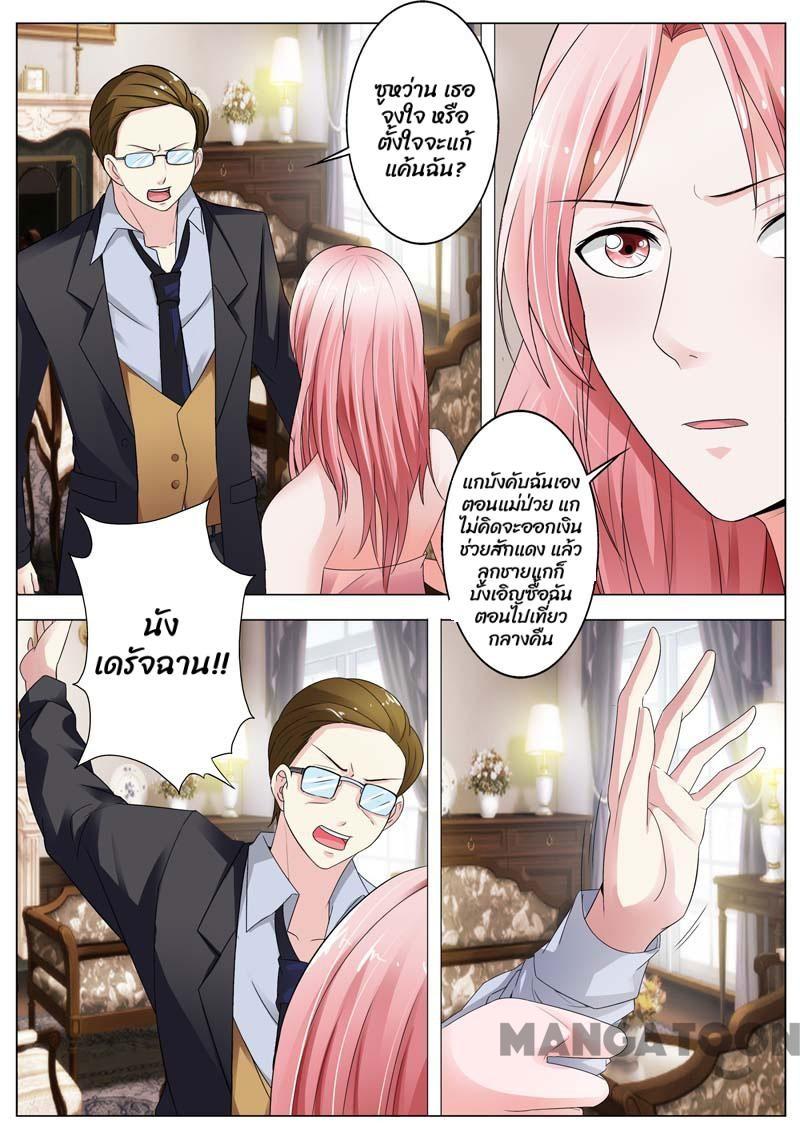 ซูหว่าน เธอ
จงใจ หรือ
ตั้งใจจะแก้
แค้นฉัน?
แกบังคับฉันเอง
ตอนแม่ป่วย แก
ไม่คิดจะออกเงิน
ช่วยสักแดง แล้ว
ลูกชายแกก็
บังเอิญซื้อฉัน
ตอนไปเที่ยว
กลางคืน
นัง
เดรัจฉาน!!
MANGATOON